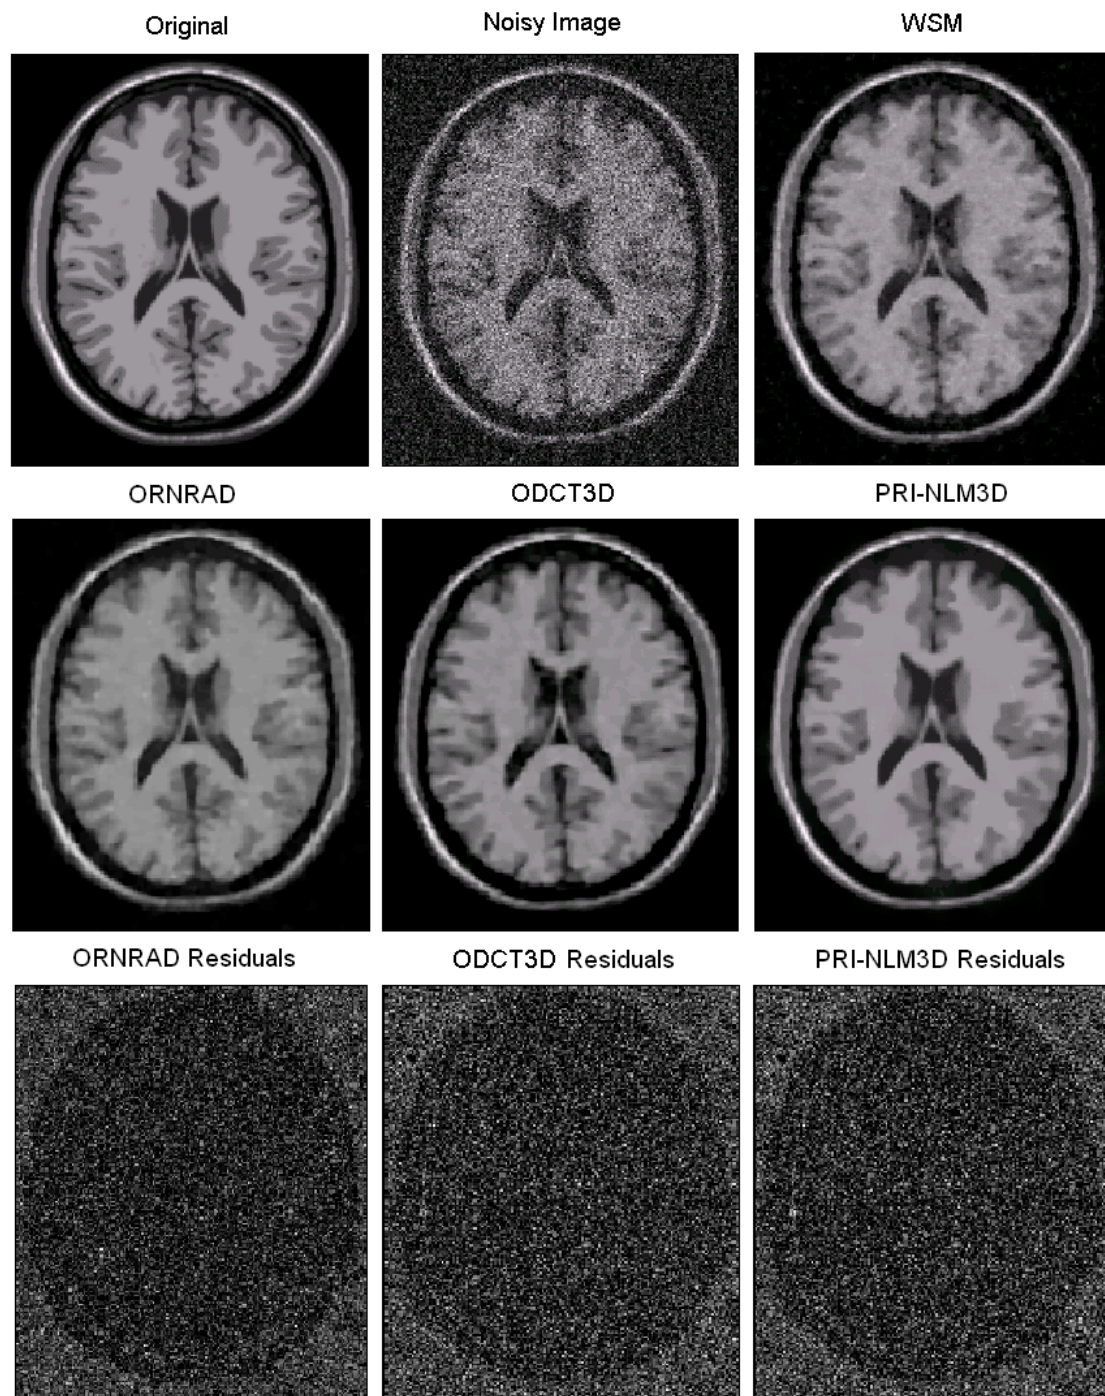 Original
Noisy Image
WSM
ORNRAD
ODCT3D
PRI-NLM3D
ORNRAD Residuals
ODCT3D Residuals
PRI-NLM3D Residuals